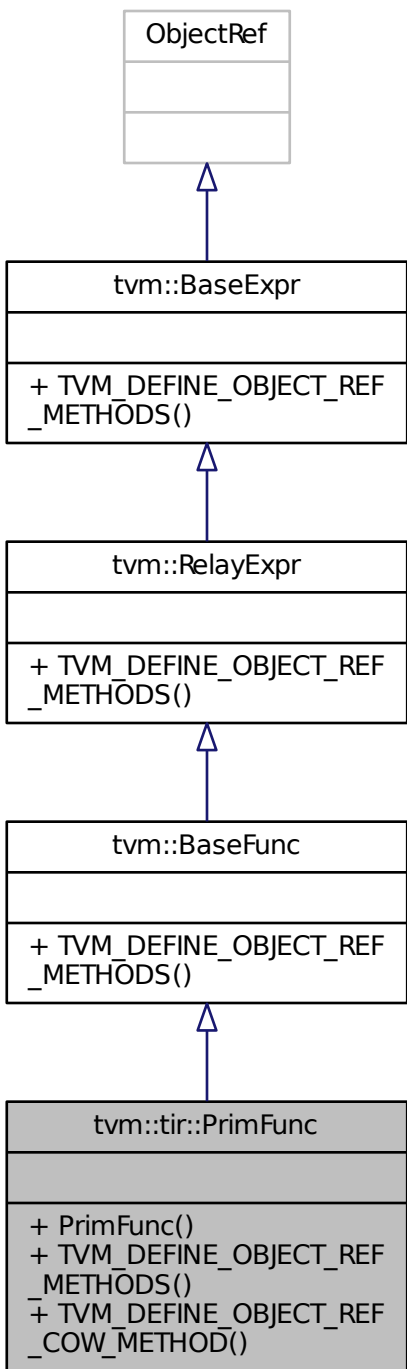 ObjectRef
tvm::BaseExpr
+ TVM_DEFINE_OBJECT_REF
_METHODS()
tvm::RelayExpr
+ TVM_DEFINE_OBJECT_REF
_METHODS()
tvm::BaseFunc
+ TVM_DEFINE_OBJECT_REF
_METHODS()
tvm::tir::PrimFunc
+ PrimFunc()
+ TVM_DEFINE_OBJECT_REF
_METHODS()
+ TVM_DEFINE_OBJECT_REF
_COW_METHOD()